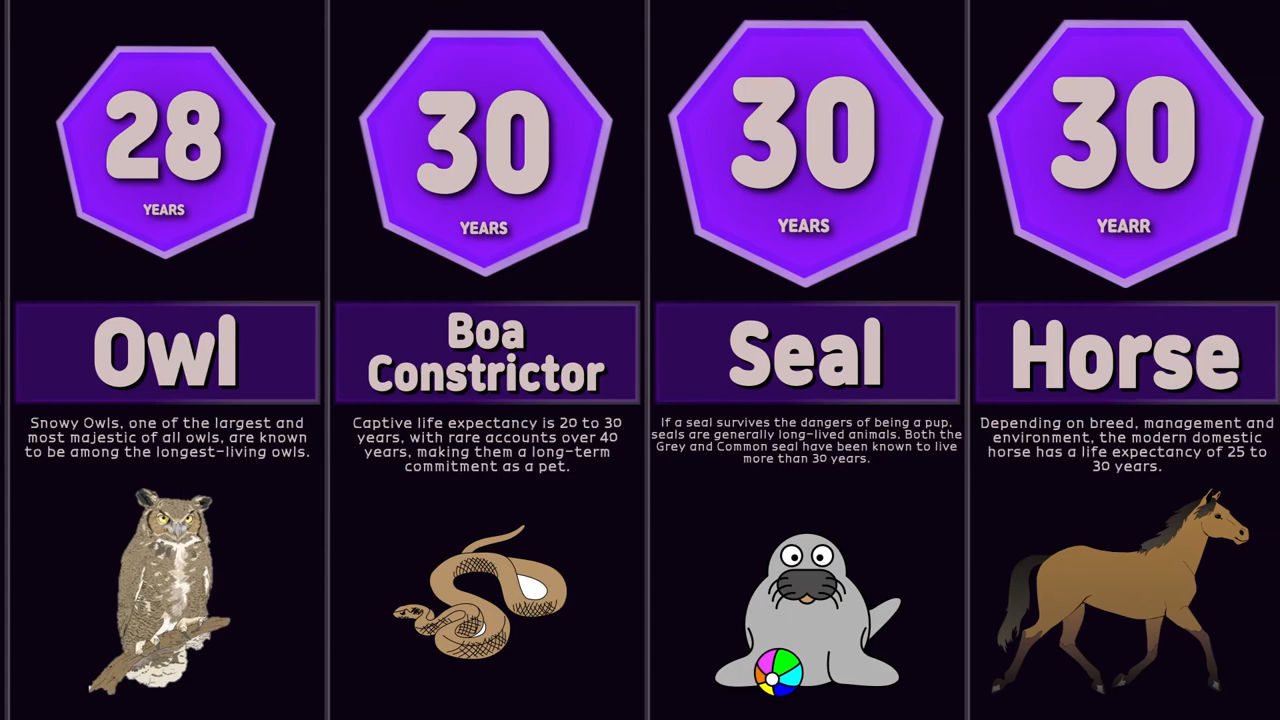 28
YEARS
Owl
Snowy Owls, one of the largest and
most majestic of all owls, are known
to be among the longest-living owls.
30
YEARS
Boa
Constrictor
Captive life expectancy is 20 to 30
years, with rare accounts over 40
years, making them a long-term
commitment as a pet.
30
YEARS
Seal
If a seal survives the dangers of being a pup,
seals are generally long-lived animals. Both the
Grey and Common seal have been known to live
more than 30 years.
30
YEARR
Horse
Depending on breed, management and
environment, the modern domestic
horse has a life expectancy of 25 to
30 years.